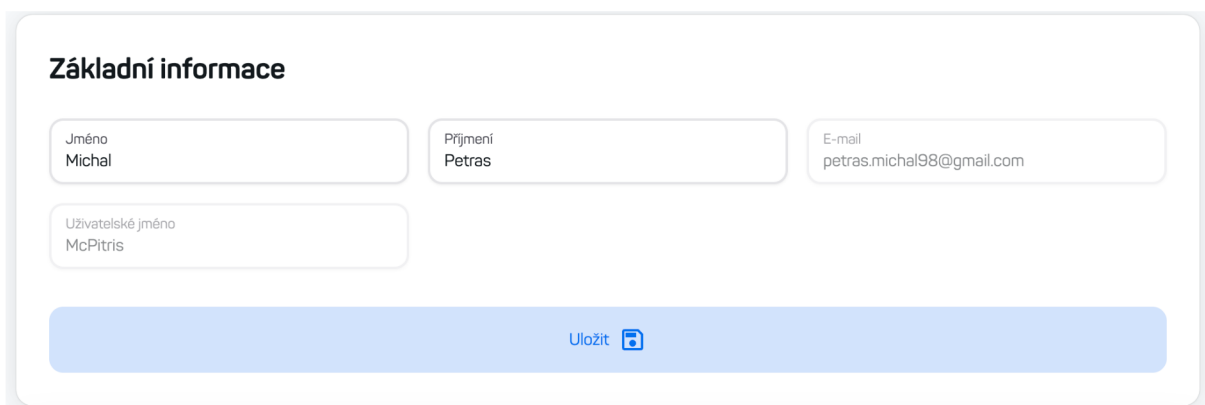 Základní informace
Jméno
Michal
Příjmení
Petras
E-mail
petras.michal98@gmail.com
Uživatelské jméno
McPitris
Uložit